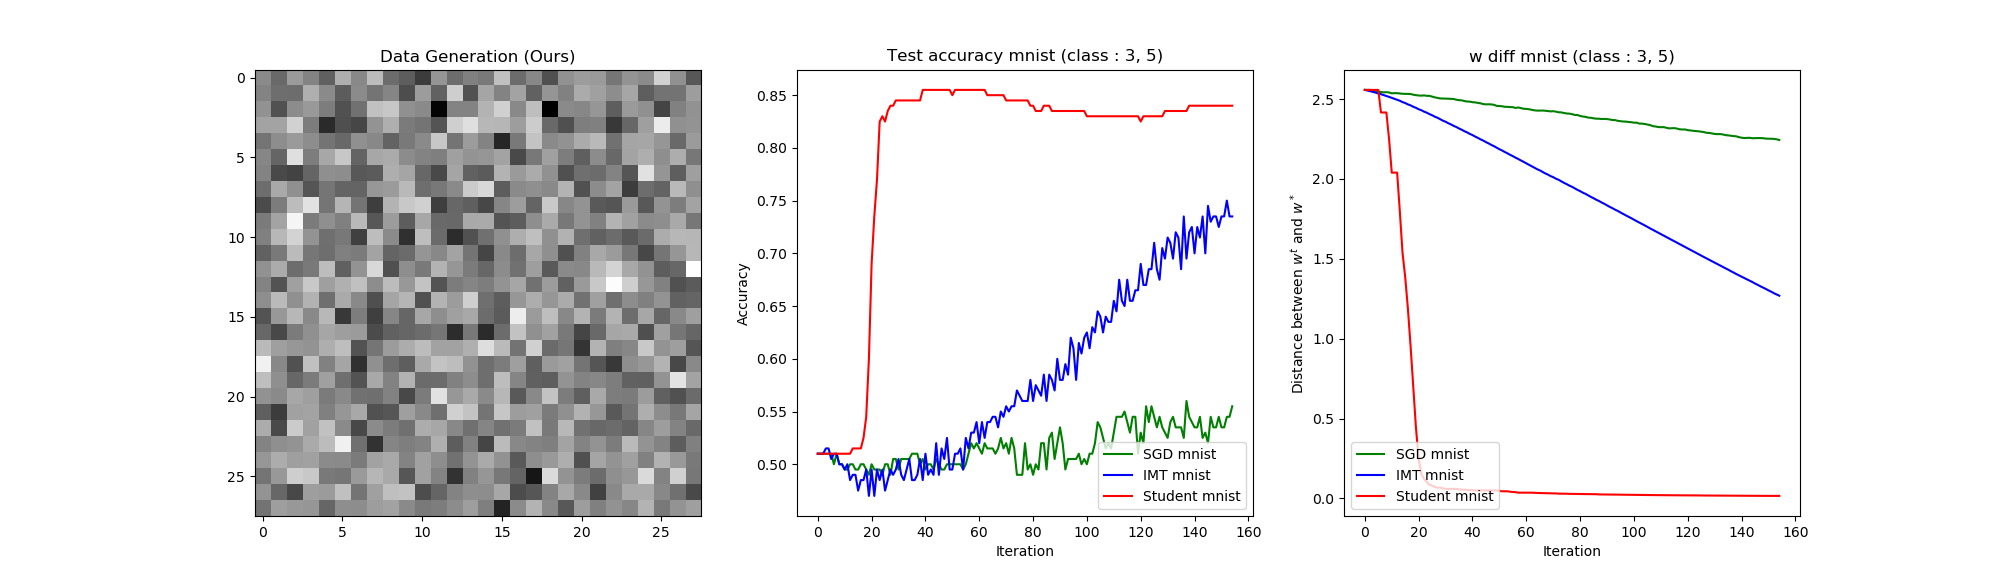 Data Generation (Ours)
0
5
10
15
20
25
0 5 10 15 20 25
Test accuracy mnist (class : 3, 5)
Accuracy
0.85
0.80
0.75
0.70
0.65
0.60
0.55
0.50
SGD mnist
IMT mnist
Student mnist
0 20 40 60 80 100 120 140 160
Iteration
w diff mnist (class : 3, 5)
Distance between w^t and w^*
2.5
2.0
1.5
1.0
0.5
0.0
SGD mnist
IMT mnist
Student mnist
0 20 40 60 80 100 120 140 160
Iteration